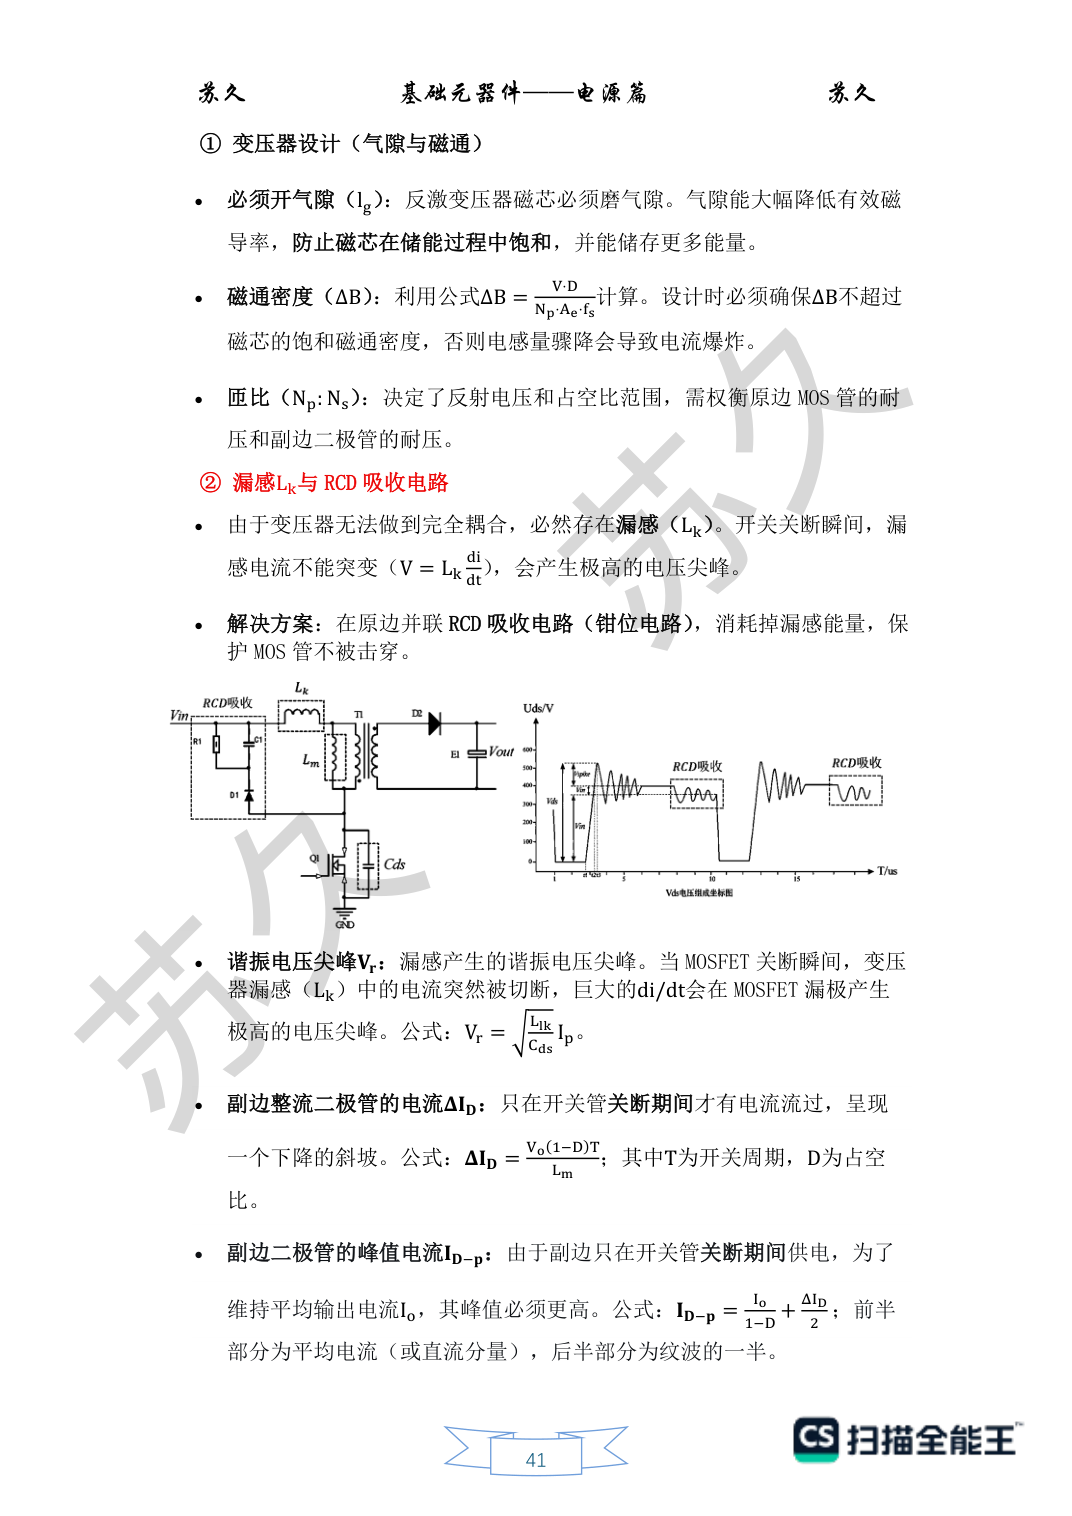 苏久 基础元器件——电源篇 苏久
① 变压器设计（气隙与磁通）
• 必须开气隙（lg）：反激变压器磁芯必须磨气隙。气隙能大幅降低有效磁
导率，防止磁芯在储能过程中饱和，并能储存更多能量。
• 磁通密度（ΔB）：利用公式ΔB = V·D/(Np·Ae·fs)计算。设计时必须确保ΔB不超过
磁芯的饱和磁通密度，否则电感量骤降会导致电流爆炸。
• 匝比（Np: Ns）：决定了反射电压和占空比范围，需权衡原边 MOS 管的耐
压和副边二极管的耐压。
② 漏感Lk与 RCD 吸收电路
• 由于变压器无法做到完全耦合，必然存在漏感（Lk）。开关关断瞬间，漏
感电流不能突变（V = Lk di/dt），会产生极高的电压尖峰。
• 解决方案：在原边并联 RCD 吸收电路（钳位电路），消耗掉漏感能量，保
护 MOS 管不被击穿。
Lk
RCD吸收
Vin
T1
D2
R1
C1
Lm
E1
Vout
D1
Q1
Cds
GND
Uds/V
600
500
400
300
200
100
0
RCD吸收
RCD吸收
Vds
Vin
Vin
1
5
10
15
T/us
Vds电压组成坐标图
• 谐振电压尖峰Vr：漏感产生的谐振电压尖峰。当 MOSFET 关断瞬间，变压
器漏感（Lk）中的电流突然被切断，巨大的di/dt会在 MOSFET 漏极产生
极高的电压尖峰。公式：Vr = √(Llk/Cds) Ip。
• 副边整流二极管的电流ΔID：只在开关管关断期间才有电流流过，呈现
一个下降的斜坡。公式：ΔID = Vo(1−D)T/Lm；其中T为开关周期，D为占空
比。
• 副边二极管的峰值电流ID−p：由于副边只在开关管关断期间供电，为了
维持平均输出电流Io，其峰值必须更高。公式：ID−p = Io/(1−D) + ΔID/2；前半
部分为平均电流（或直流分量），后半部分为纹波的一半。
41
CS 扫描全能王™
苏久
苏久